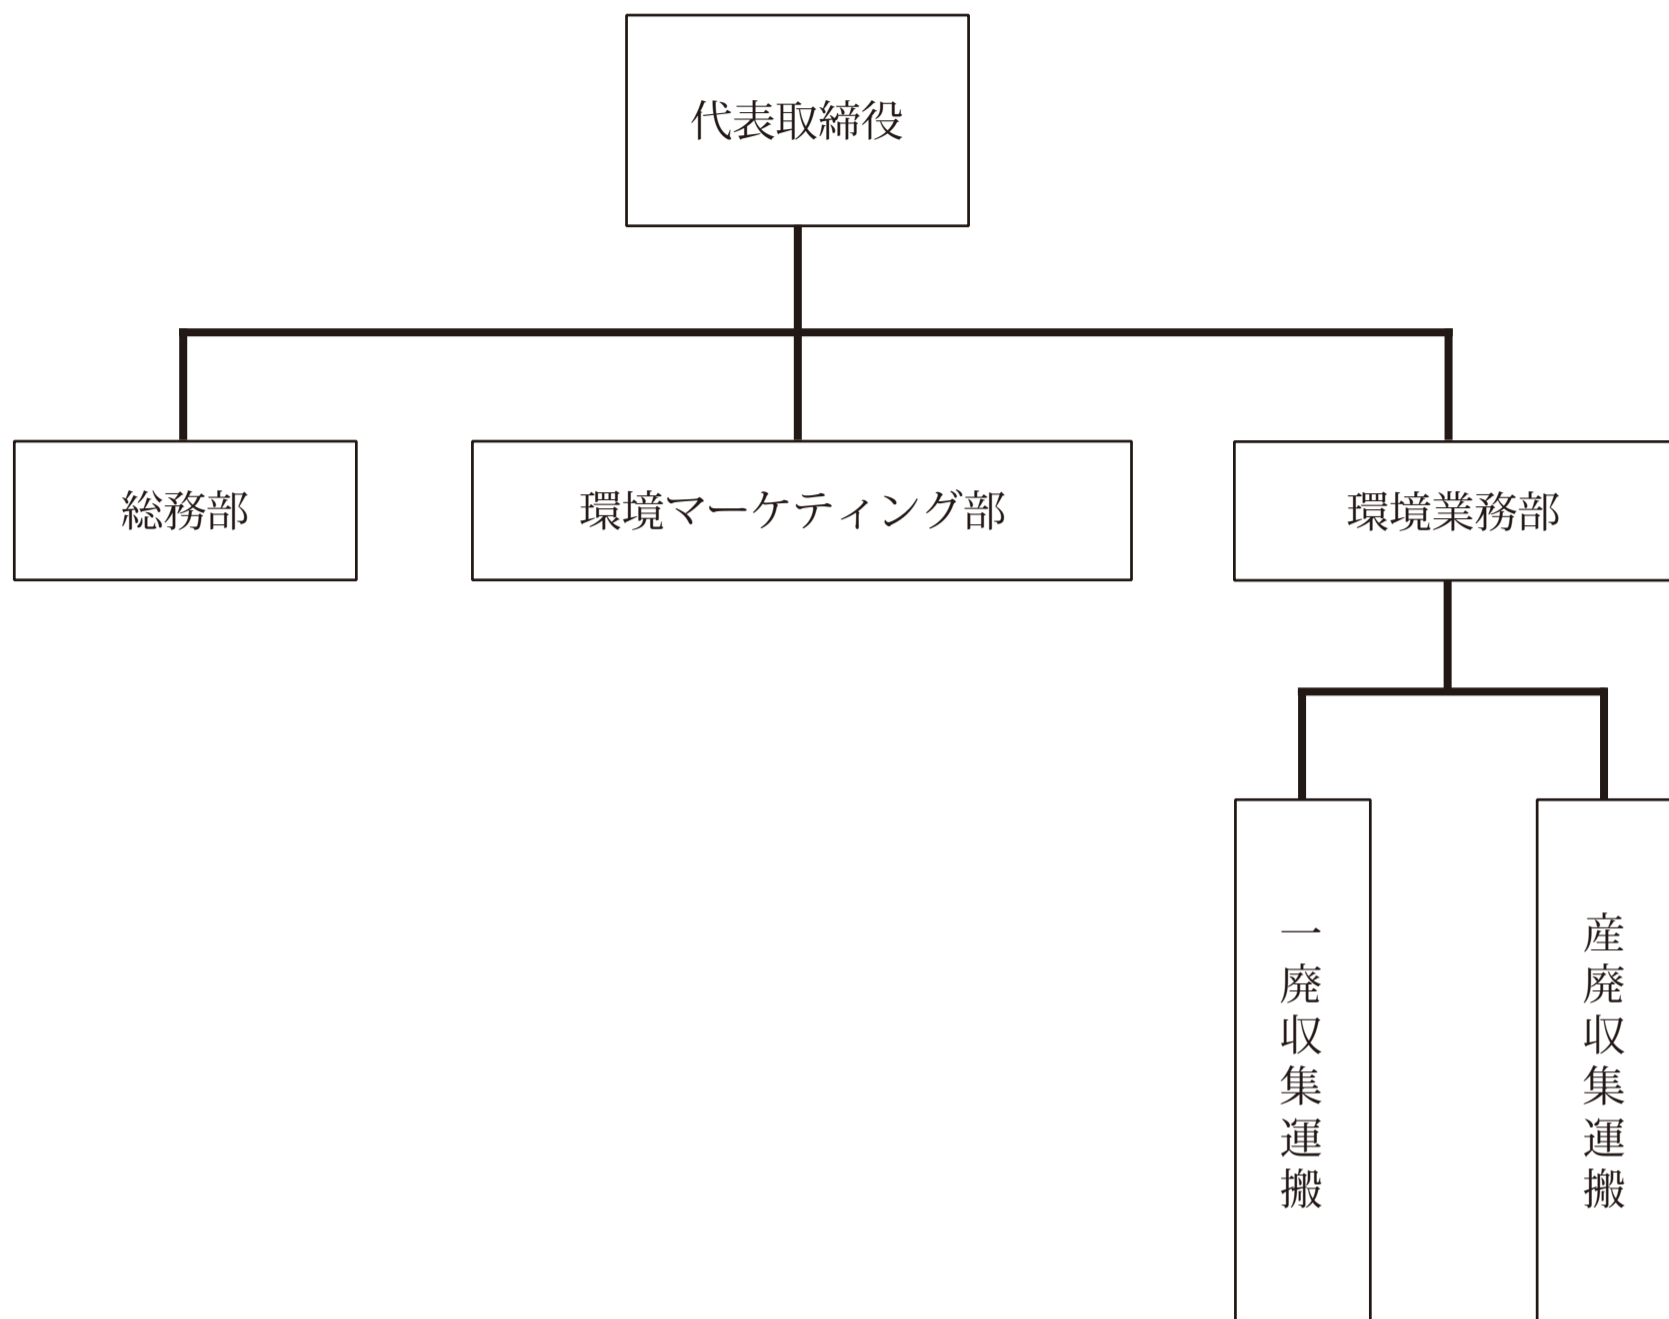 代表取締役
総務部
環境マーケティング部
環境業務部
一廃収集運搬
産廃収集運搬